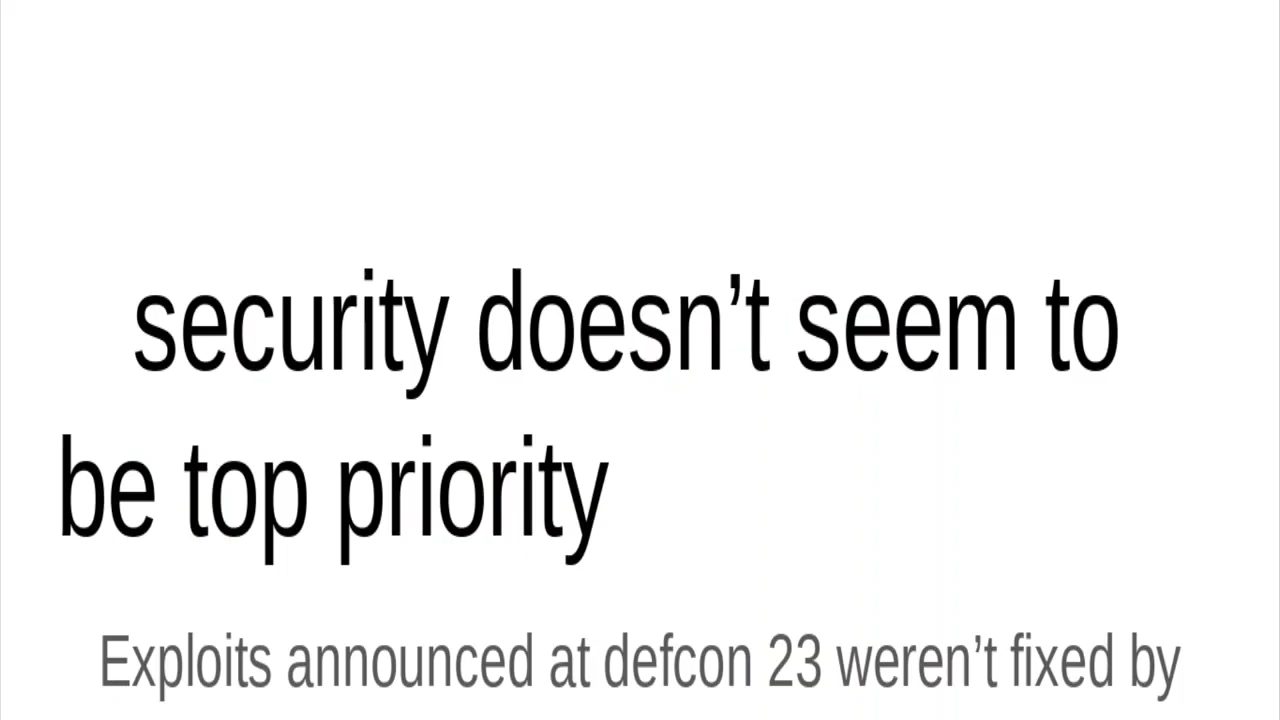 security doesn’t seem to
be top priority
Exploits announced at defcon 23 weren’t fixed by